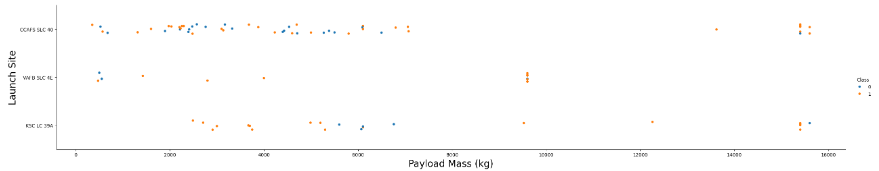 Launch Site
CCAFS SLC 40
VAFB SLC 4E
KSC LC 39A
0
2000
4000
6000
8000
10000
12000
14000
16000
Payload Mass (kg)
Class
0
1